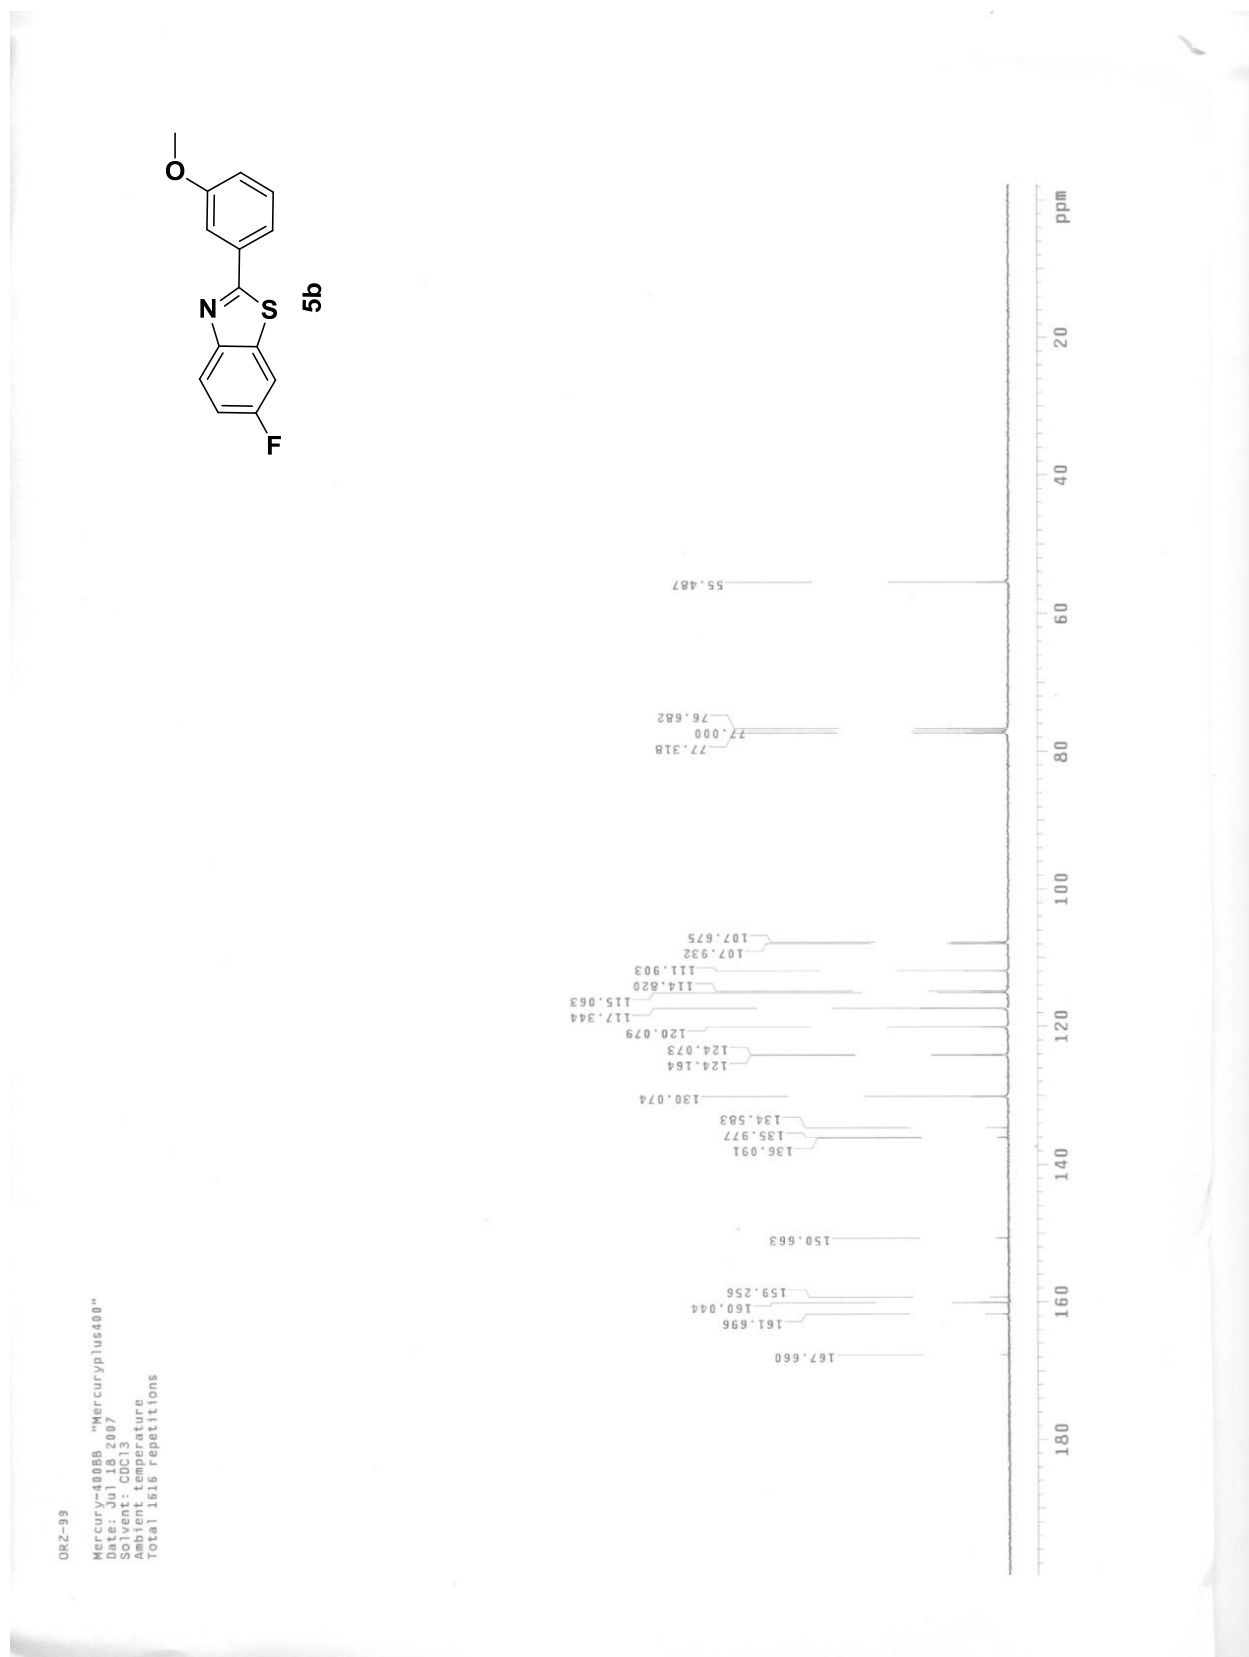 ORZ-99
Mercury-400BB "Mercuryplus400"
Date: Jul 18 2007
Solvent: CDCl3
Ambient temperature
Total 1616 repetitions
O
N
S
F
5b
167.660
161.696
160.044
159.256
150.663
136.091
135.977
134.583
130.074
124.164
124.073
120.079
117.344
115.063
114.820
111.903
107.932
107.675
77.318
77.000
76.682
55.487
180
160
140
120
100
80
60
40
20
ppm